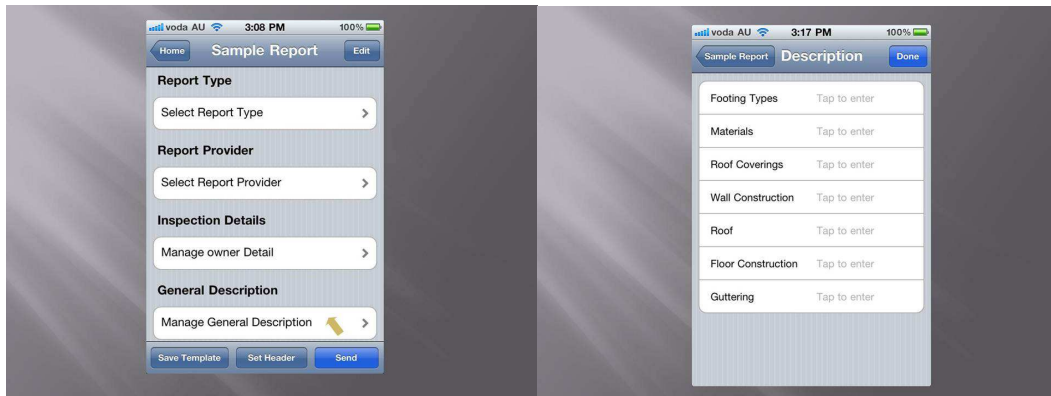 voda AU 3:08 PM 100%
Home Sample Report Edit
Report Type
Select Report Type
Report Provider
Select Report Provider
Inspection Details
Manage owner Detail
General Description
Manage General Description
Save Template Set Header Send
voda AU 3:17 PM 100%
Sample Report Description Done
Footing Types Tap to enter
Materials Tap to enter
Roof Coverings Tap to enter
Wall Construction Tap to enter
Roof Tap to enter
Floor Construction Tap to enter
Guttering Tap to enter